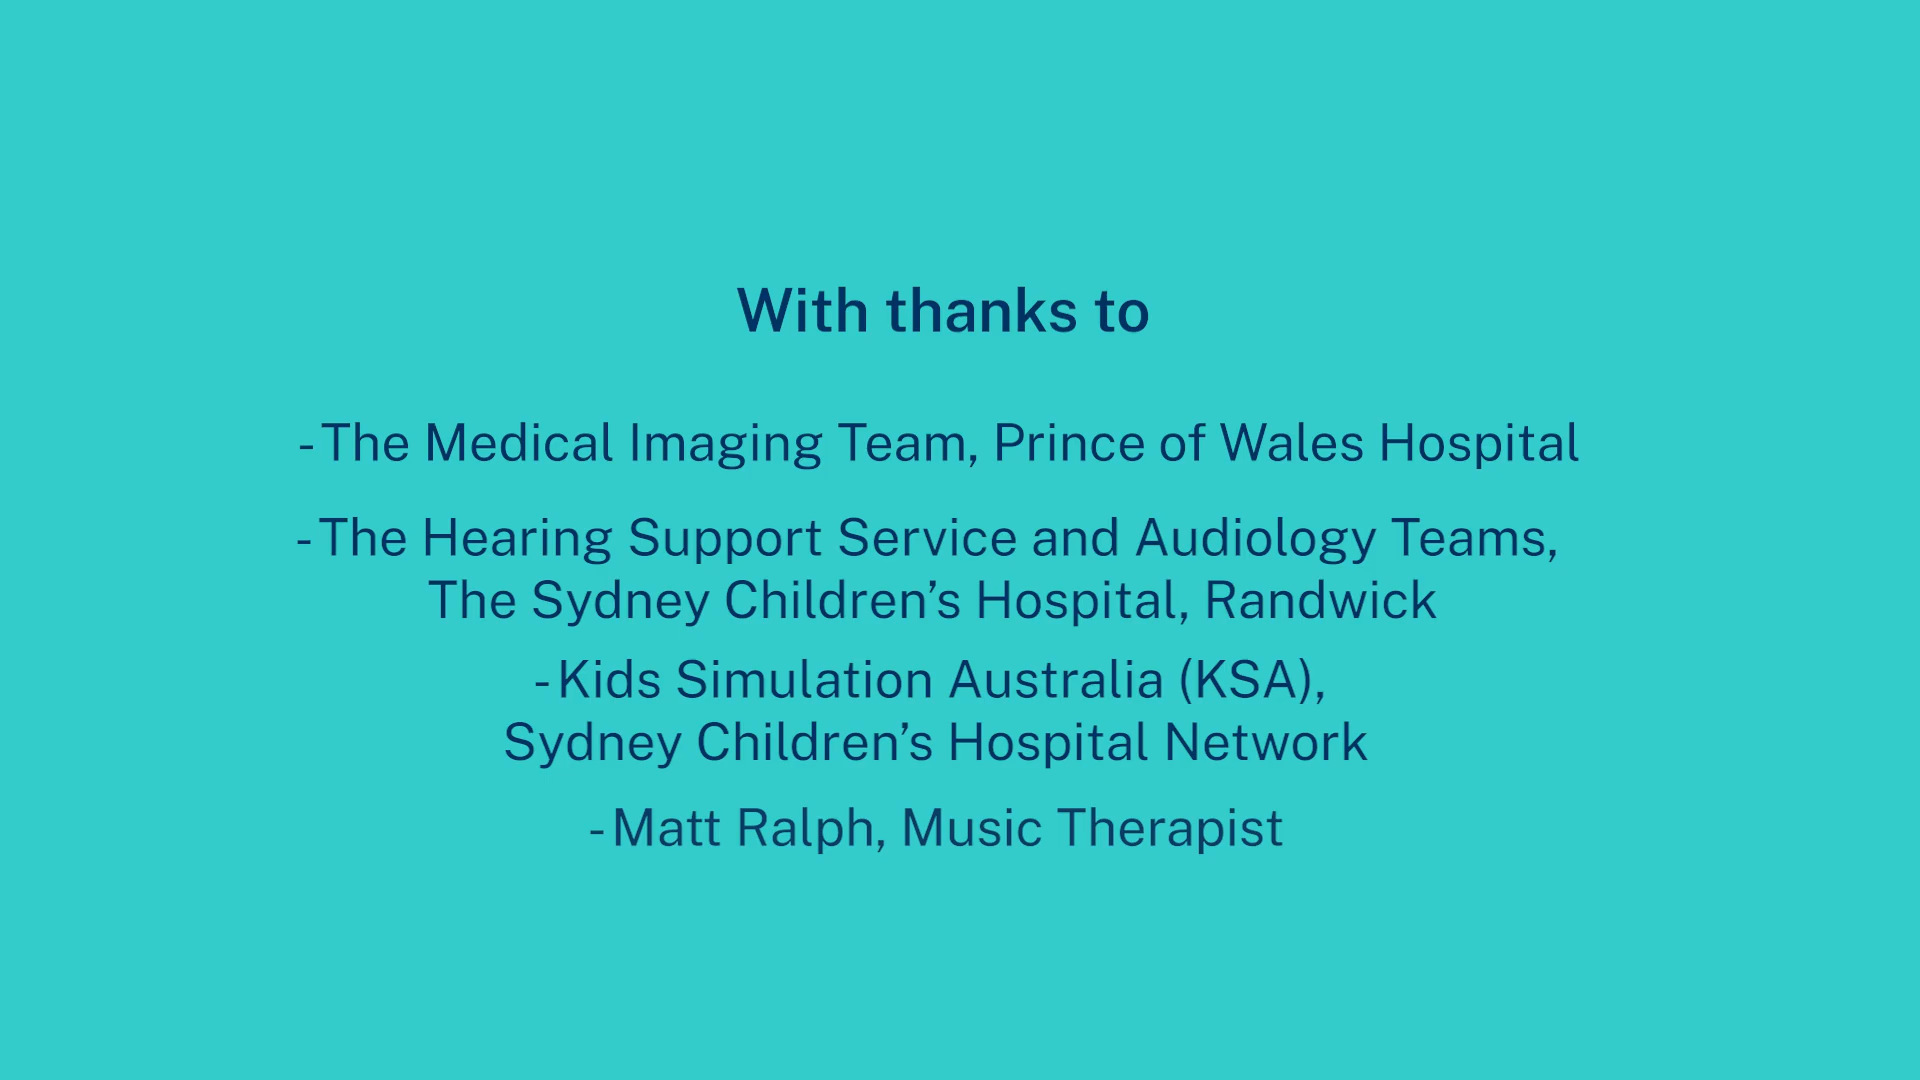 With thanks to
- The Medical Imaging Team, Prince of Wales Hospital
- The Hearing Support Service and Audiology Teams,
The Sydney Children’s Hospital, Randwick
- Kids Simulation Australia (KSA),
Sydney Children’s Hospital Network
- Matt Ralph, Music Therapist